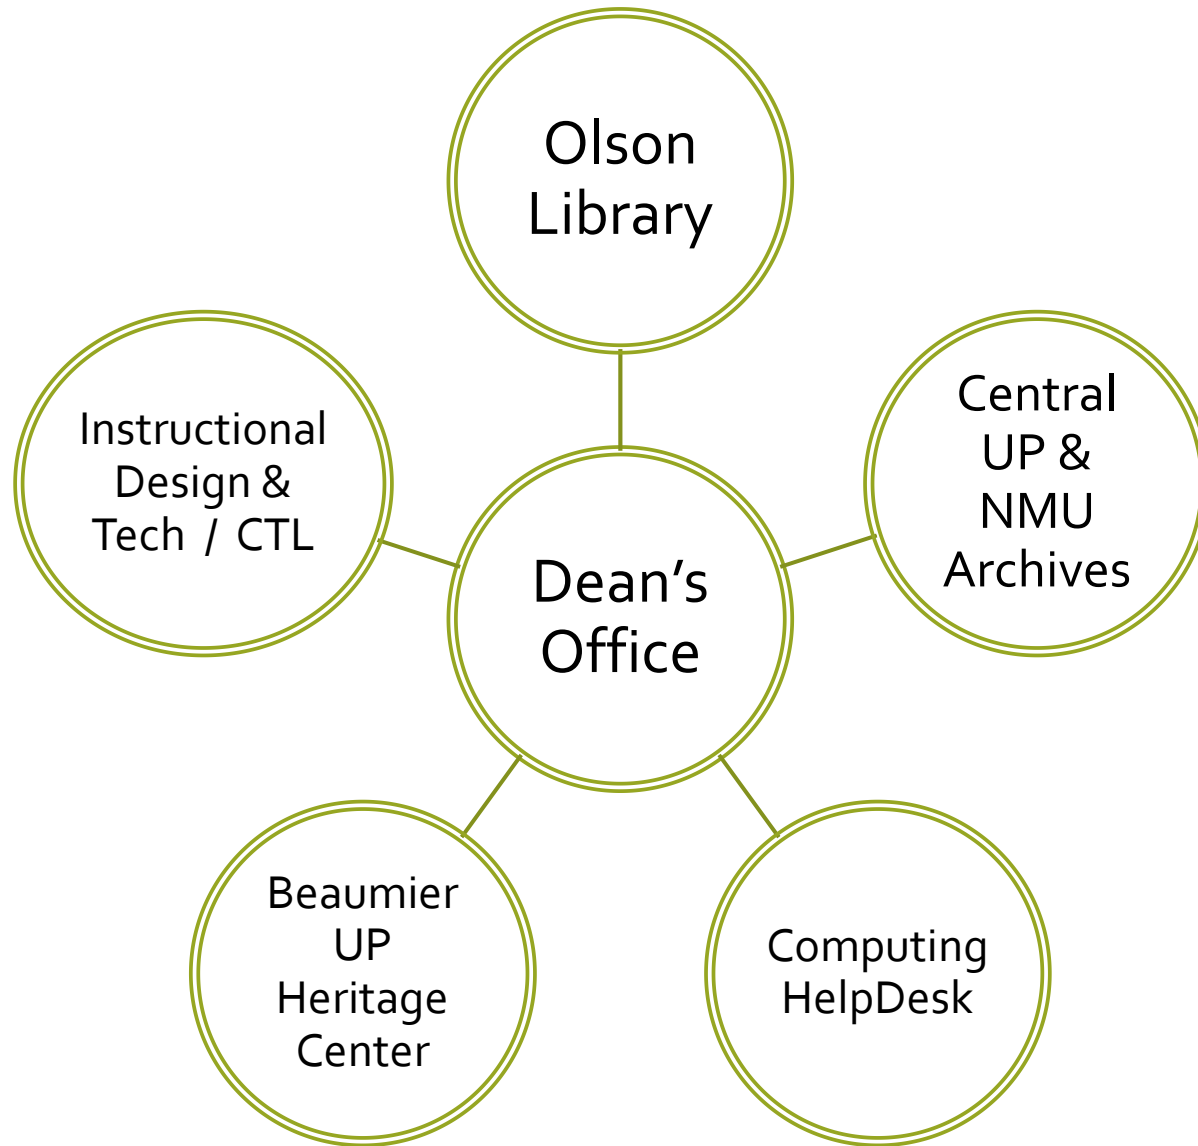 Olson
Library
Instructional
Design &
Tech / CTL
Central
UP &
NMU
Archives
Dean’s
Office
Beaumier
UP
Heritage
Center
Computing
HelpDesk